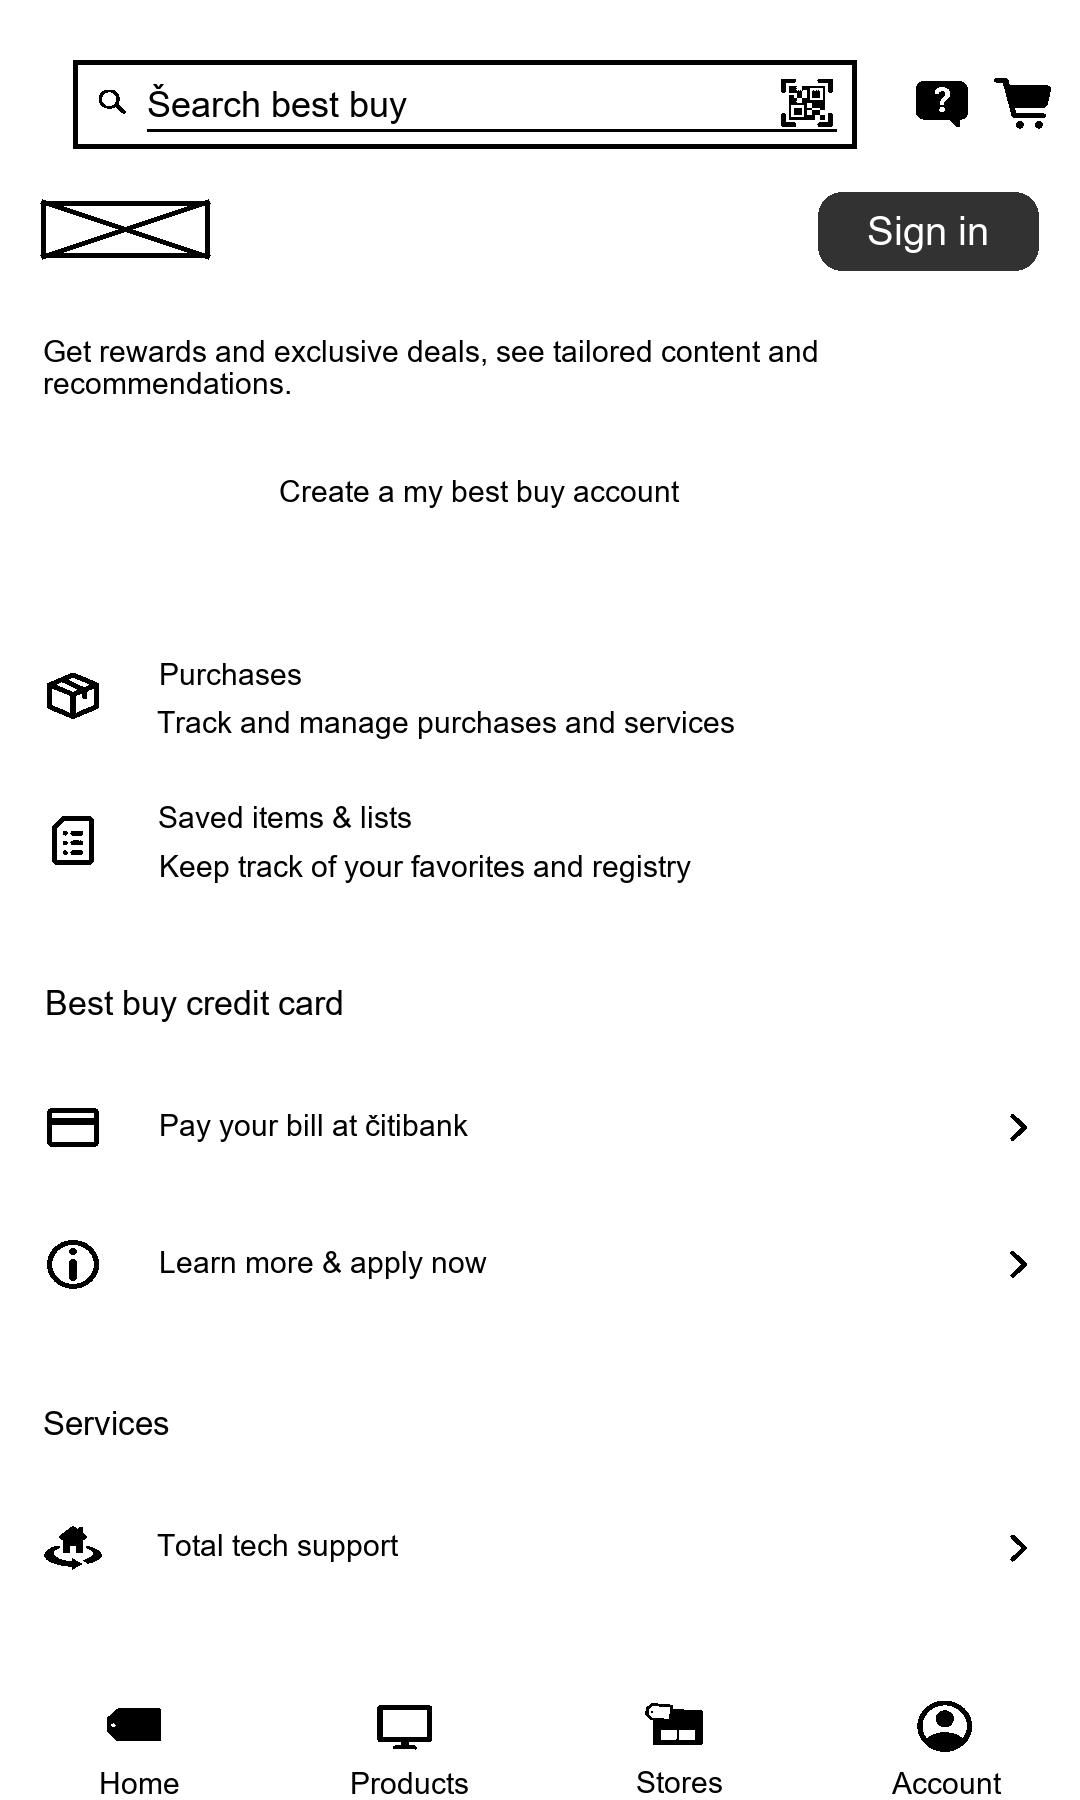 Šearch best buy
Sign in
Get rewards and exclusive deals, see tailored content and
recommendations.
Create a my best buy account
Purchases
Track and manage purchases and services
Saved items & lists
Keep track of your favorites and registry
Best buy credit card
Pay your bill at čitibank
Learn more & apply now
Services
Total tech support
Home
Products
Stores
Account